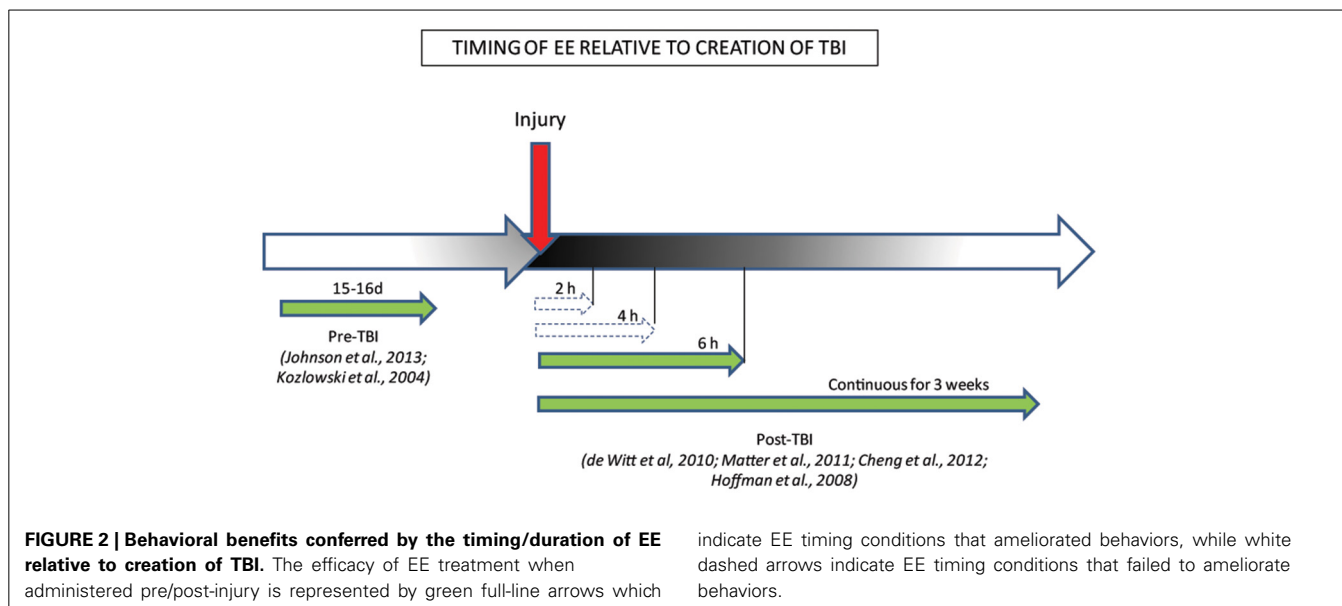 TIMING OF EE RELATIVE TO CREATION OF TBI
Injury
15-16d
Pre-TBI
(Johnson et al., 2013;
Kozlowski et al., 2004)
2 h
4 h
6 h
Continuous for 3 weeks
Post-TBI
(de Witt et al, 2010; Matter et al., 2011; Cheng et al., 2012;
Hoffman et al., 2008)
FIGURE 2 | Behavioral benefits conferred by the timing/duration of EE
relative to creation of TBI. The efficacy of EE treatment when
administered pre/post-injury is represented by green full-line arrows which
indicate EE timing conditions that ameliorated behaviors, while white
dashed arrows indicate EE timing conditions that failed to ameliorate
behaviors.